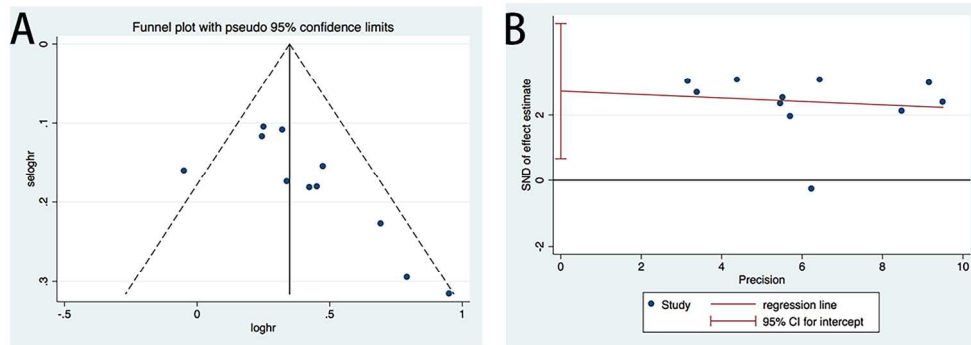 A
Funnel plot with pseudo 95% confidence limits
0
.1
.2
.3
seloghr
-.5
0
.5
1
loghr
B
SND of effect estimate
2
0
-2
0
2
4
6
8
10
Precision
Study
regression line
95% CI for intercept